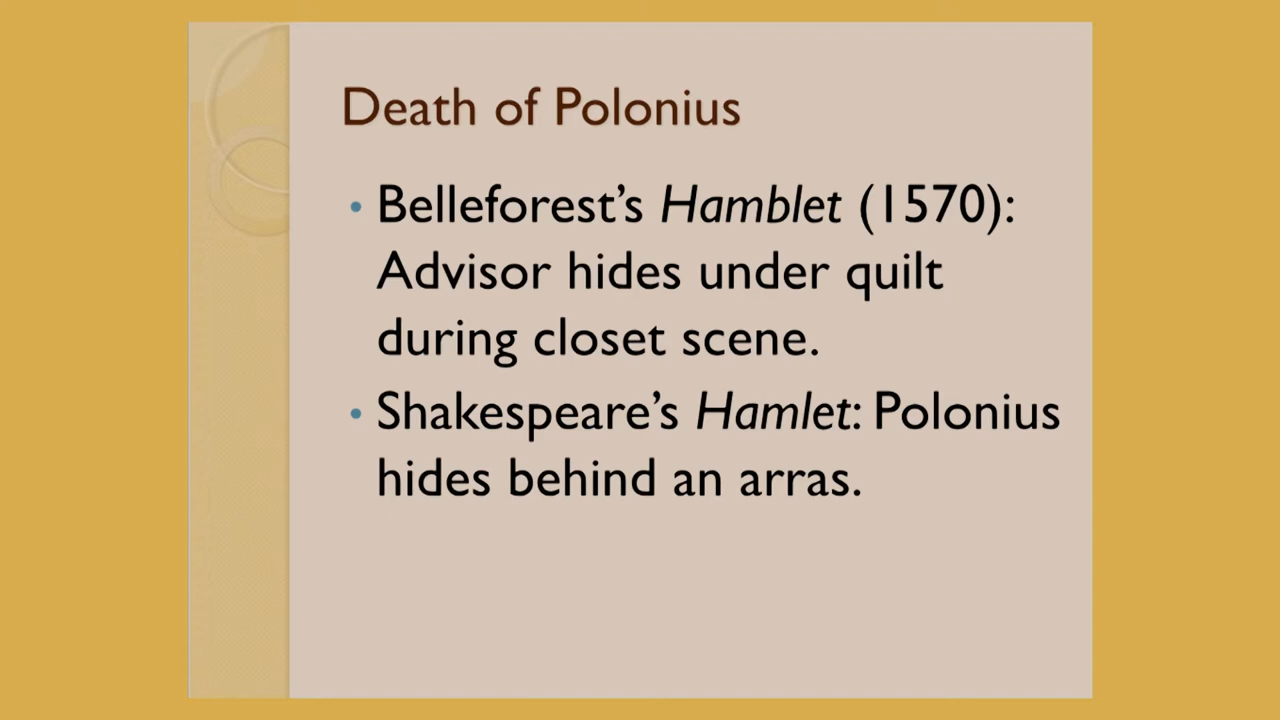 Death of Polonius
• Belleforest’s Hamblet (1570):
Advisor hides under quilt
during closet scene.
• Shakespeare’s Hamlet: Polonius
hides behind an arras.